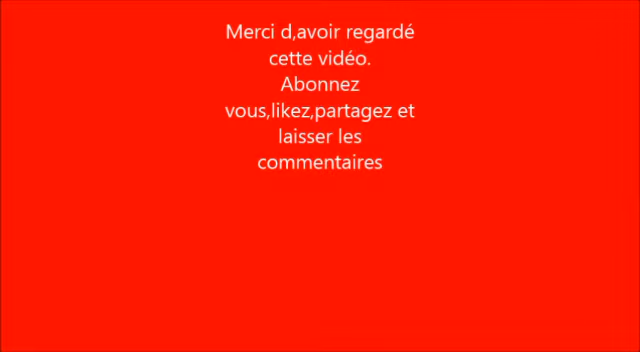 Merci d,avoir regardé
cette vidéo.
Abonnez
vous,likez,partagez et
laisser les
commentaires